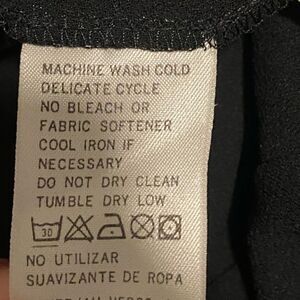 MACHINE WASH COLD
DELICATE CYCLE
NO BLEACH OR
FABRIC SOFTENER
COOL IRON IF
NECESSARY
DO NOT DRY CLEAN
TUMBLE DRY LOW
30
NO UTILIZAR
SUAVIZANTE DE ROPA